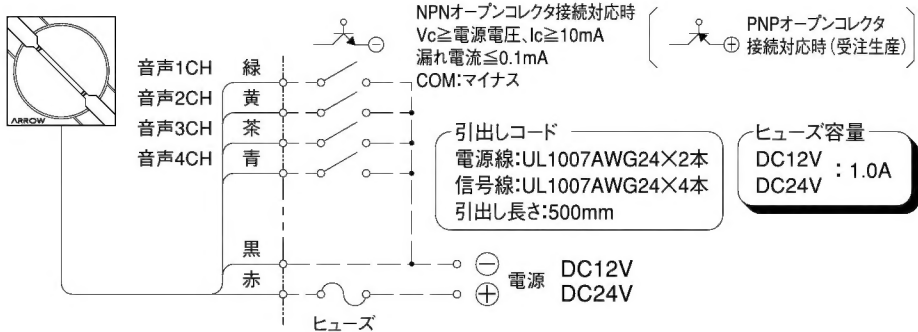 ARROW
NPNオープンコレクタ接続対応時
Vc≧電源電圧、Ic≧10mA
漏れ電流≦0.1mA
COM:マイナス
PNPオープンコレクタ
接続対応時(受注生産)
音声1CH 緑
音声2CH 黄
音声3CH 茶
音声4CH 青
黒
赤
ヒューズ
引出しコード
電源線:UL1007AWG24×2本
信号線:UL1007AWG24×4本
引出し長さ:500mm
ヒューズ容量
DC12V
DC24V : 1.0A
⊖ 電源 DC12V
⊕ DC24V